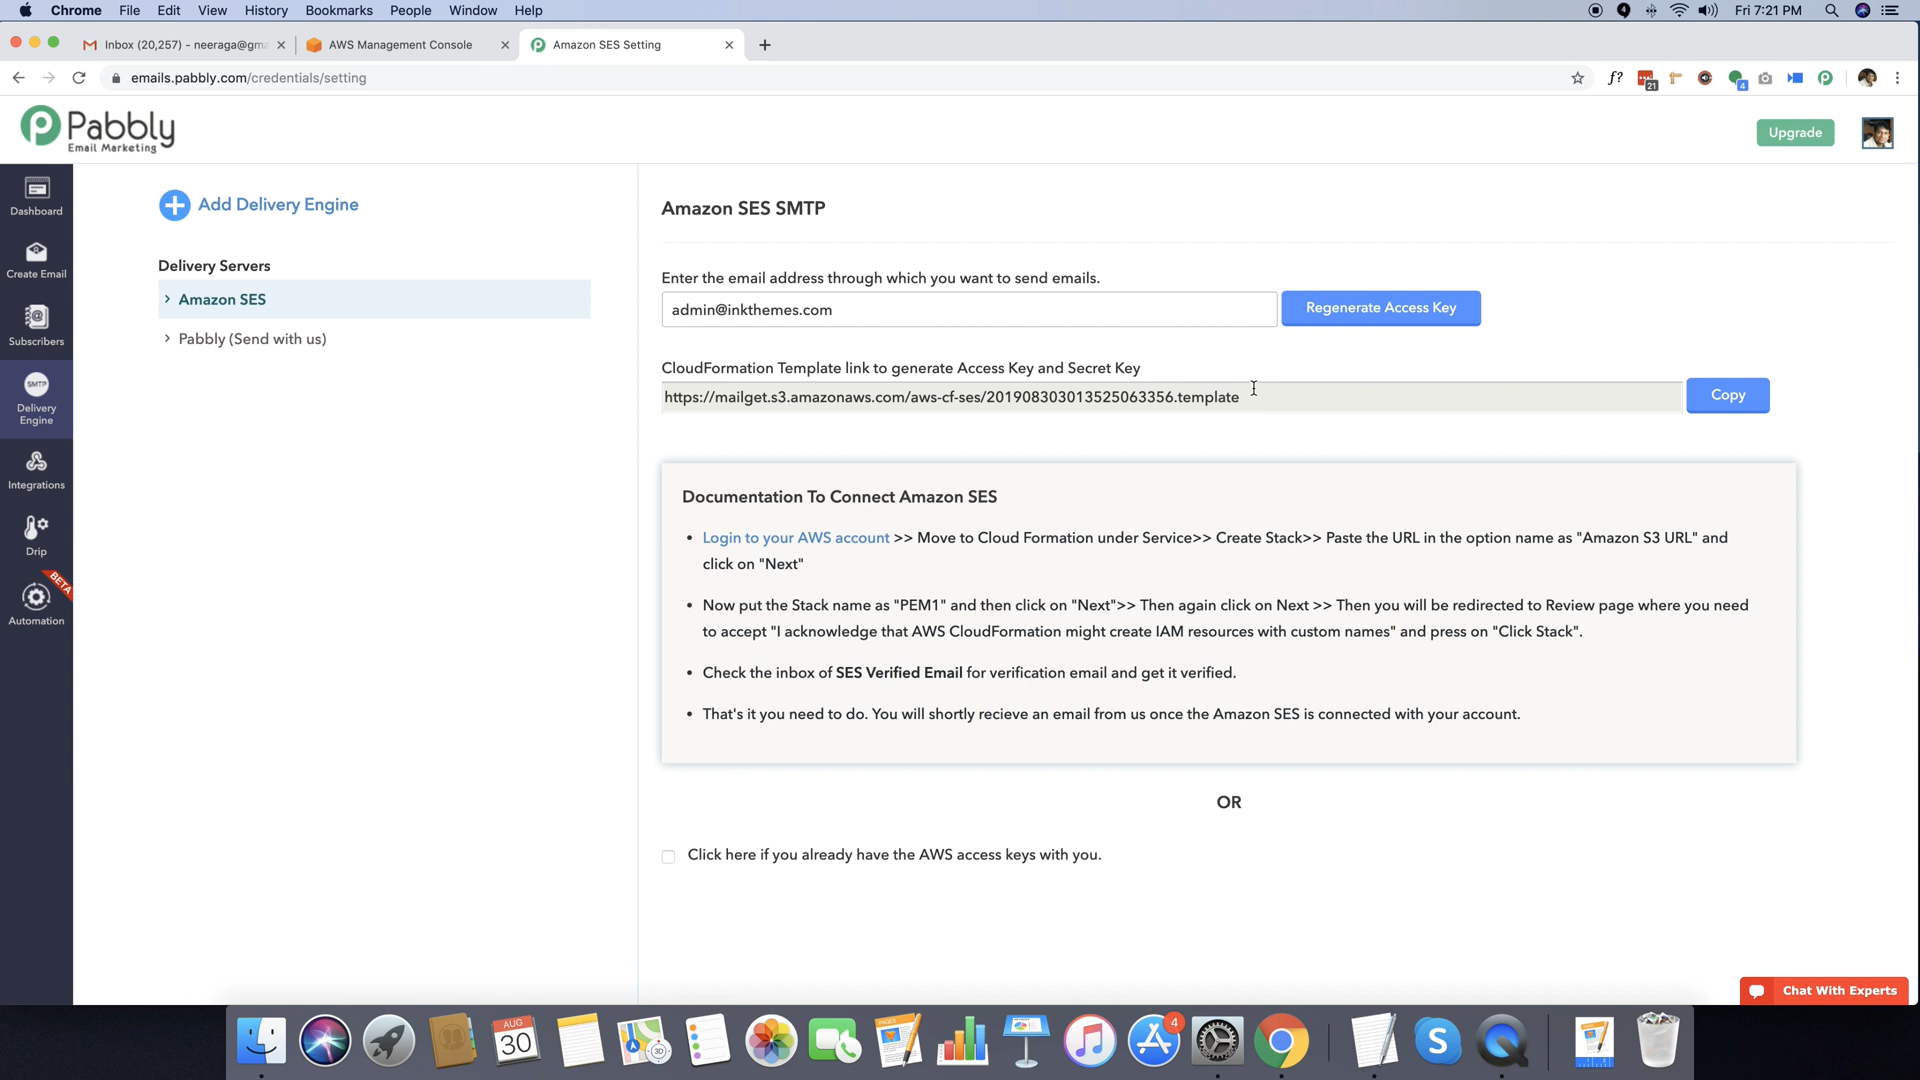 Chrome File Edit View History Bookmarks People Window Help
4
Fri 7:21 PM
Inbox (20,257) - neeraga@gma
AWS Management Console
Amazon SES Setting
emails.pabbly.com/credentials/setting
f?
21
4
Pabbly
Email Marketing
Upgrade
Dashboard
Create Email
Subscribers
SMTP
Delivery
Engine
Integrations
Drip
BETA
Automation
Add Delivery Engine
Delivery Servers
Amazon SES
Pabbly (Send with us)
Amazon SES SMTP
Enter the email address through which you want to send emails.
admin@inkthemes.com
Regenerate Access Key
CloudFormation Template link to generate Access Key and Secret Key
https://mailget.s3.amazonaws.com/aws-cf-ses/201908303013525063356.template
Copy
Documentation To Connect Amazon SES
• Login to your AWS account >> Move to Cloud Formation under Service>> Create Stack>> Paste the URL in the option name as "Amazon S3 URL" and
click on "Next"
• Now put the Stack name as "PEM1" and then click on "Next">> Then again click on Next >> Then you will be redirected to Review page where you need
to accept "I acknowledge that AWS CloudFormation might create IAM resources with custom names" and press on "Click Stack".
• Check the inbox of SES Verified Email for verification email and get it verified.
• That's it you need to do. You will shortly recieve an email from us once the Amazon SES is connected with your account.
OR
Click here if you already have the AWS access keys with you.
Chat With Experts
AUG
30
3D
PAGES
4